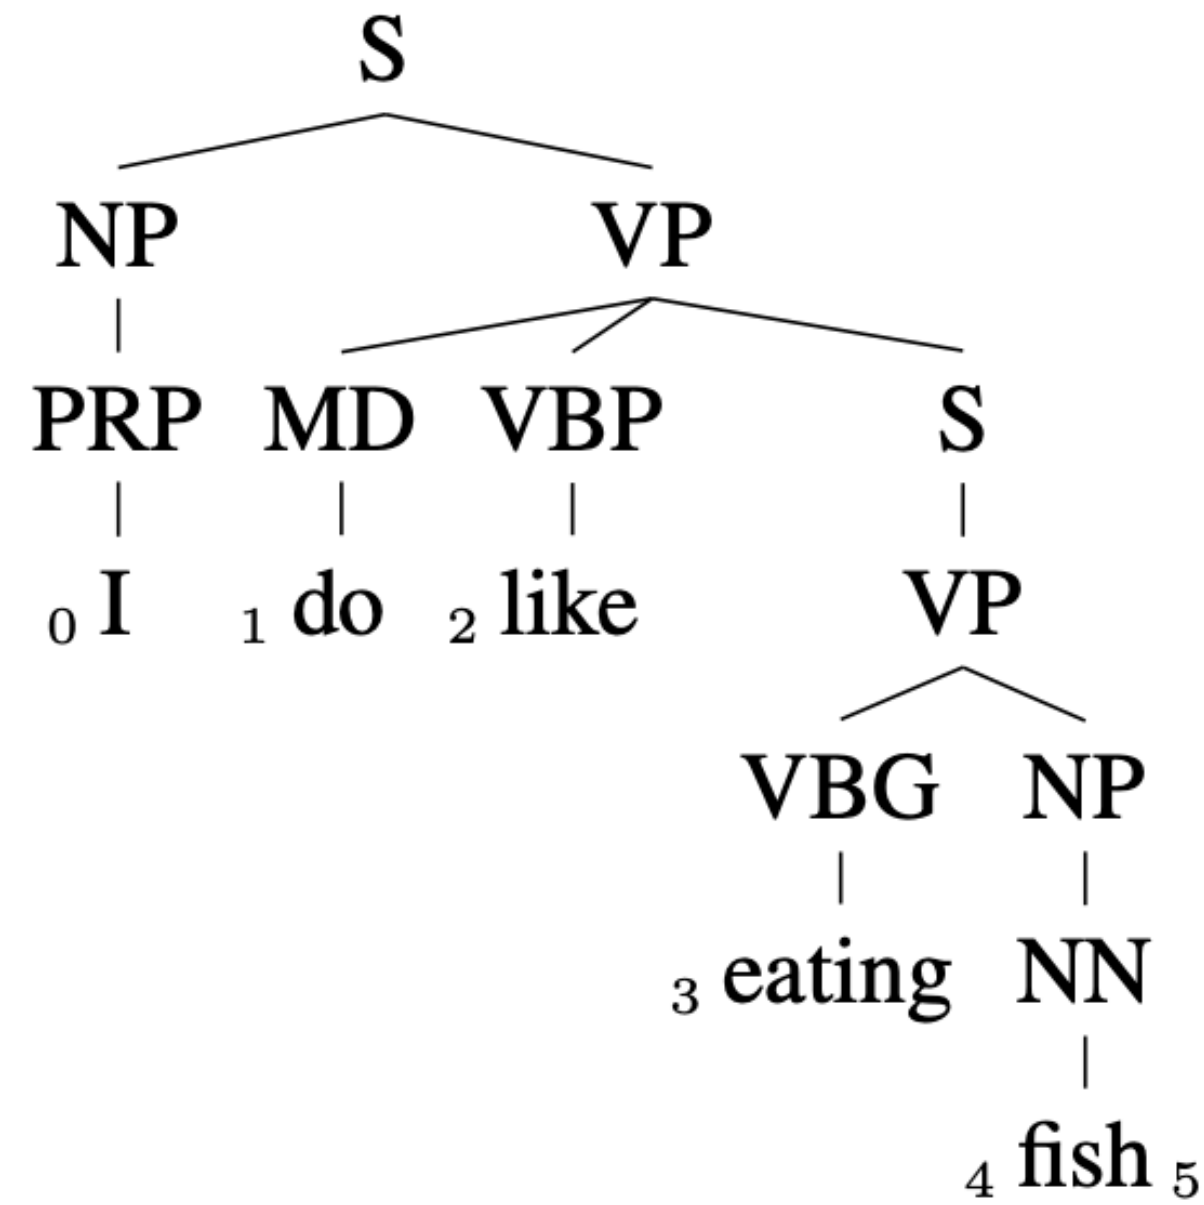 S
NP VP
PRP MD VBP S
0 I 1 do 2 like VP
VBG NP
3 eating NN
4 fish 5